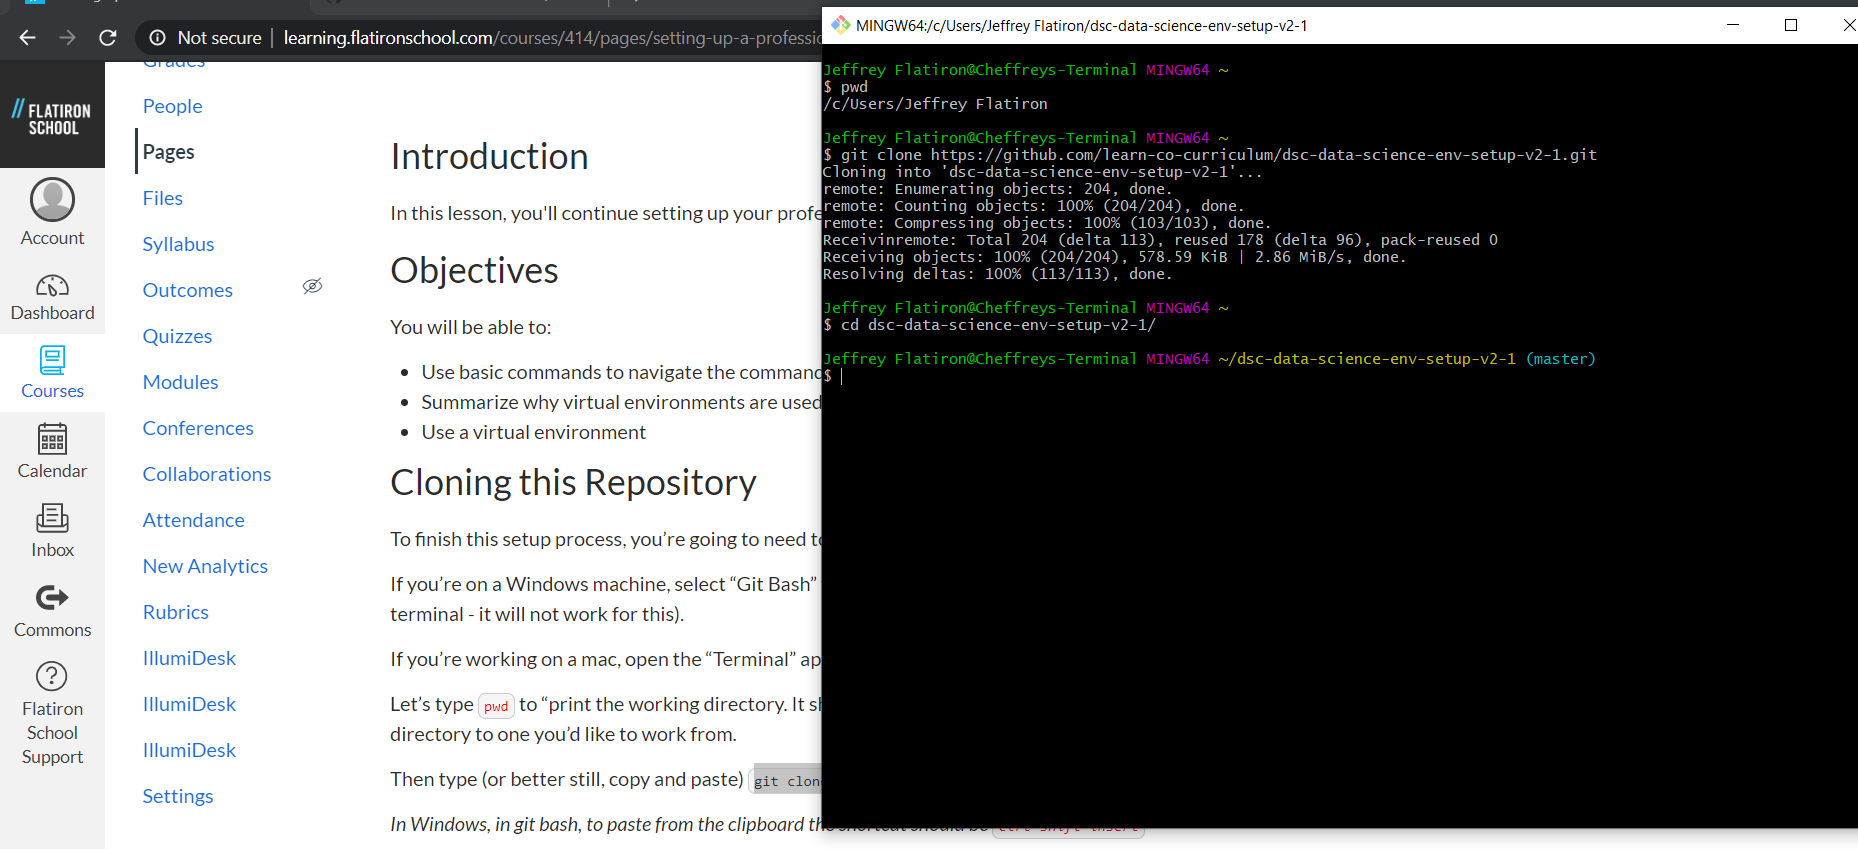 Not secure | learning.flatironschool.com/courses/414/pages/setting-up-a-professio
MINGW64:/c/Users/Jeffrey Flatiron/dsc-data-science-env-setup-v2-1
FLATIRON
SCHOOL
Account
Dashboard
Courses
Calendar
Inbox
Commons
Flatiron
School
Support
Grades
People
Pages
Files
Syllabus
Outcomes
Quizzes
Modules
Conferences
Collaborations
Attendance
New Analytics
Rubrics
IllumiDesk
IllumiDesk
IllumiDesk
Settings
Introduction
In this lesson, you'll continue setting up your profe
Objectives
You will be able to:
• Use basic commands to navigate the command
• Summarize why virtual environments are used
• Use a virtual environment
Cloning this Repository
To finish this setup process, you’re going to need to
If you’re on a Windows machine, select “Git Bash”
terminal - it will not work for this).
If you’re working on a mac, open the “Terminal” ap
Let’s type pwd to “print the working directory. It sh
directory to one you’d like to work from.
Then type (or better still, copy and paste) git clon
In Windows, in git bash, to paste from the clipboard the shortcut should be ctrl shift insert
Jeffrey Flatiron@Cheffreys-Terminal MINGW64 ~
$ pwd
/c/Users/Jeffrey Flatiron
Jeffrey Flatiron@Cheffreys-Terminal MINGW64 ~
$ git clone https://github.com/learn-co-curriculum/dsc-data-science-env-setup-v2-1.git
Cloning into 'dsc-data-science-env-setup-v2-1'...
remote: Enumerating objects: 204, done.
remote: Counting objects: 100% (204/204), done.
remote: Compressing objects: 100% (103/103), done.
Receivinremote: Total 204 (delta 113), reused 178 (delta 96), pack-reused 0
Receiving objects: 100% (204/204), 578.59 KiB | 2.86 MiB/s, done.
Resolving deltas: 100% (113/113), done.
Jeffrey Flatiron@Cheffreys-Terminal MINGW64 ~
$ cd dsc-data-science-env-setup-v2-1/
Jeffrey Flatiron@Cheffreys-Terminal MINGW64 ~/dsc-data-science-env-setup-v2-1 (master)
$